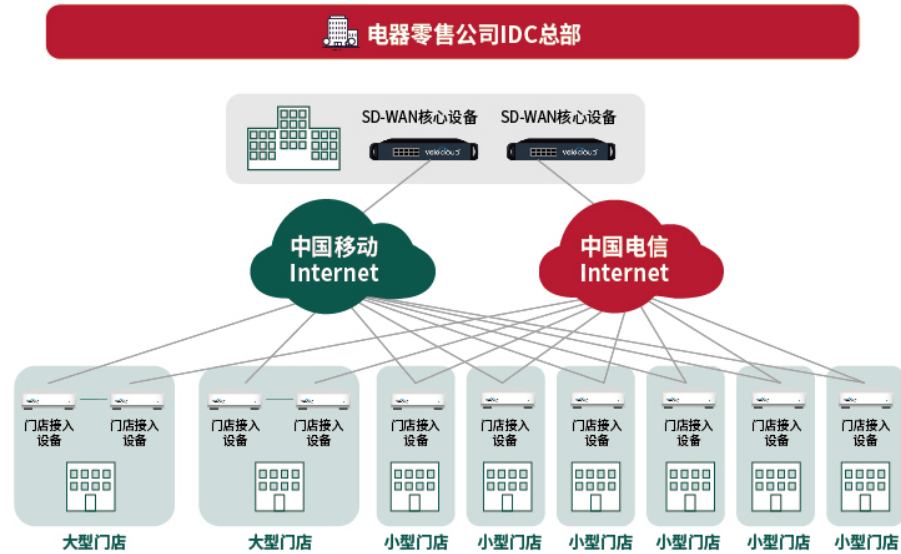 电器零售公司IDC总部
SD-WAN核心设备
SD-WAN核心设备
velocloud
velocloud
中国移动
Internet
中国电信
Internet
门店接入
设备
门店接入
设备
门店接入
设备
门店接入
设备
门店接入
设备
门店接入
设备
门店接入
设备
门店接入
设备
门店接入
设备
门店接入
设备
大型门店
大型门店
小型门店
小型门店
小型门店
小型门店
小型门店
小型门店